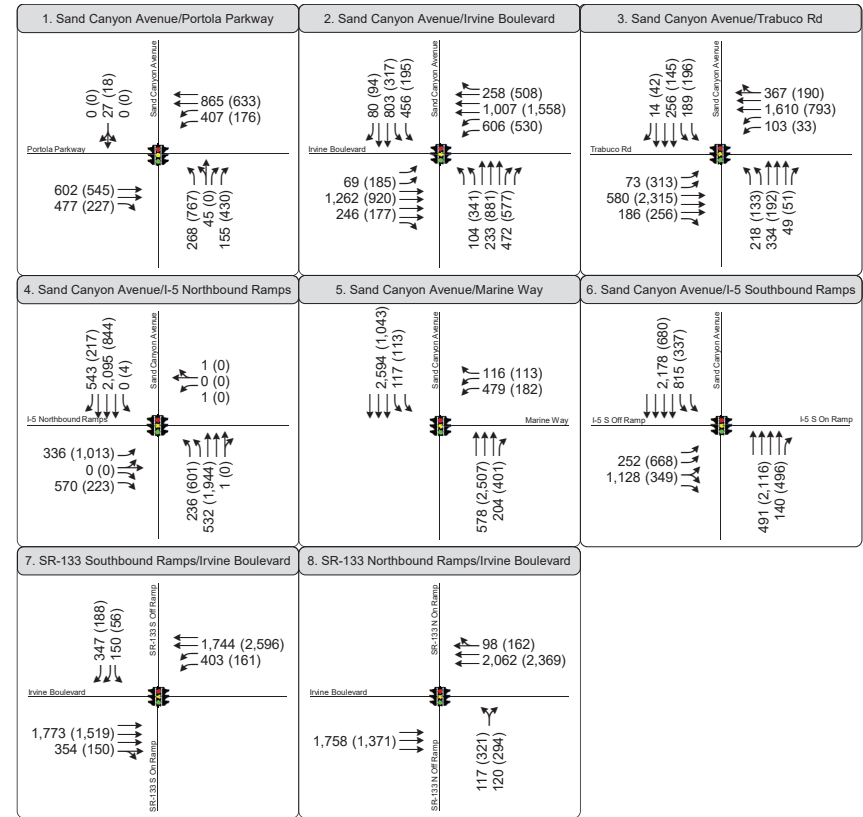 1. Sand Canyon Avenue/Portola Parkway
0 (0)
27 (18)
0 (0)
Sand Canyon Avenue
865 (633)
407 (176)
Portola Parkway
602 (545)
477 (227)
268 (767)
45 (0)
155 (430)
2. Sand Canyon Avenue/Irvine Boulevard
80 (94)
803 (317)
456 (195)
Sand Canyon Avenue
258 (508)
1,007 (1,558)
606 (530)
Irvine Boulevard
69 (185)
1,262 (920)
246 (177)
104 (341)
233 (881)
472 (577)
3. Sand Canyon Avenue/Trabuco Rd
14 (42)
256 (145)
189 (196)
Sand Canyon Avenue
367 (190)
1,610 (793)
103 (33)
Trabuco Rd
73 (313)
580 (2,315)
186 (256)
218 (133)
334 (192)
49 (51)
4. Sand Canyon Avenue/I-5 Northbound Ramps
543 (217)
2,095 (844)
0 (4)
Sand Canyon Avenue
1 (0)
0 (0)
1 (0)
I-5 Northbound Ramps
336 (1,013)
0 (0)
570 (223)
236 (601)
532 (1,944)
1 (0)
5. Sand Canyon Avenue/Marine Way
2,594 (1,043)
117 (113)
Sand Canyon Avenue
116 (113)
479 (182)
Marine Way
578 (2,507)
204 (401)
6. Sand Canyon Avenue/I-5 Southbound Ramps
2,178 (680)
815 (337)
Sand Canyon Avenue
I-5 S Off Ramp
I-5 S On Ramp
252 (668)
1,128 (349)
491 (2,116)
140 (496)
7. SR-133 Southbound Ramps/Irvine Boulevard
347 (188)
150 (56)
SR-133 S Off Ramp
1,744 (2,596)
403 (161)
Irvine Boulevard
1,773 (1,519)
354 (150)
SR-133 S On Ramp
8. SR-133 Northbound Ramps/Irvine Boulevard
SR-133 N On Ramp
98 (162)
2,062 (2,369)
Irvine Boulevard
1,758 (1,371)
SR-133 N Off Ramp
117 (321)
120 (294)